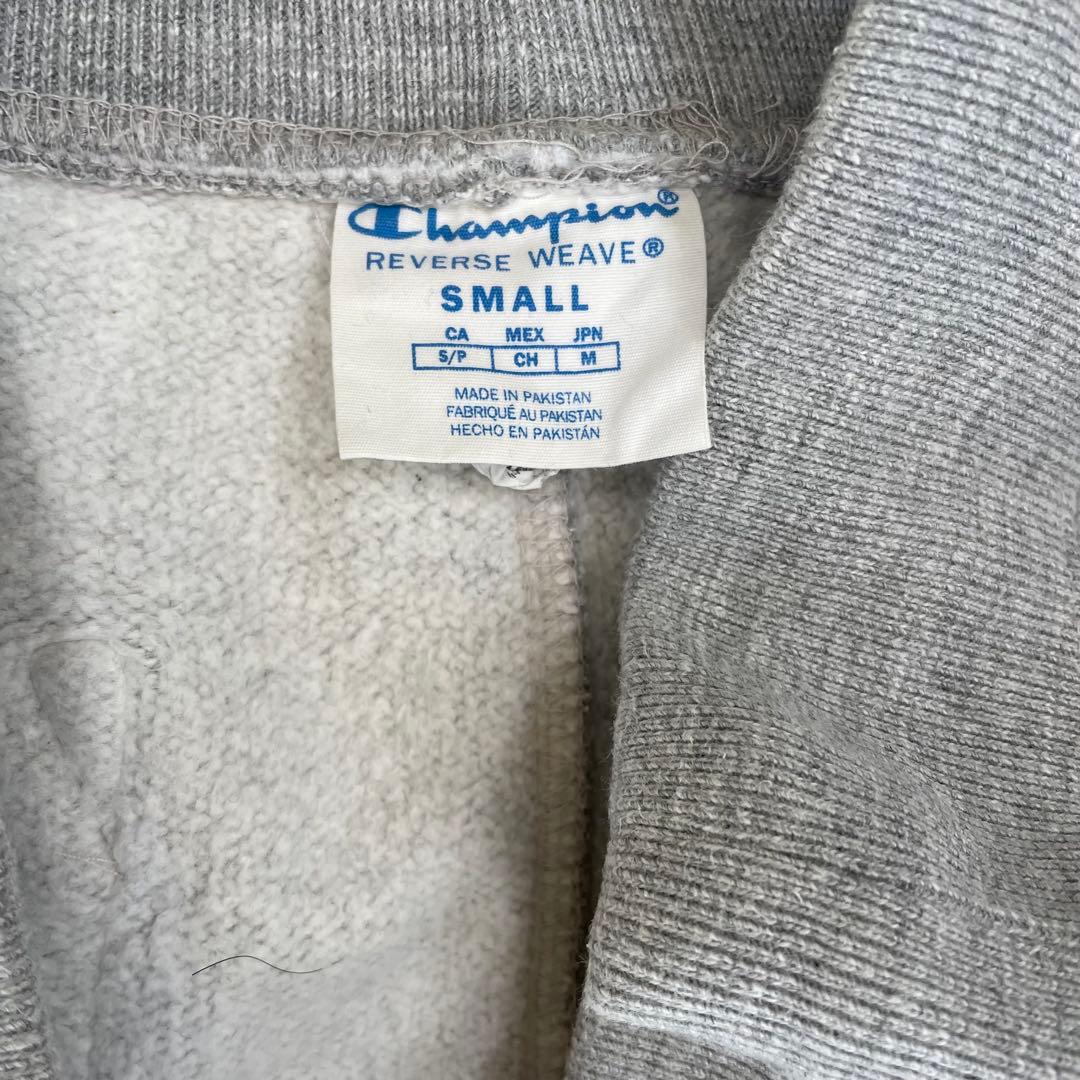 Champion®
REVERSE WEAVE®
SMALL
CA MEX JPN
S/P CH M
MADE IN PAKISTAN
FABRIQUÉ AU PAKISTAN
HECHO EN PAKISTÁN